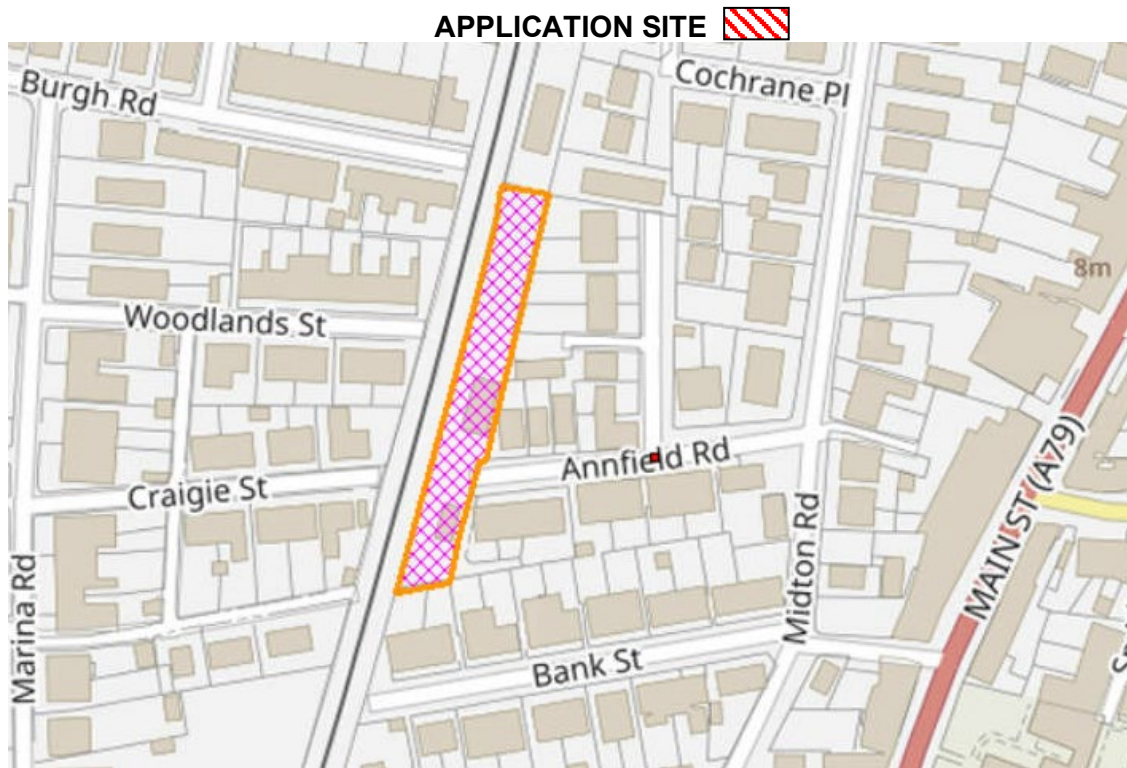 APPLICATION SITE
Cochrane Pl
Burgh Rd
8m
Woodlands St
Annfield Rd
Craigie St
MAIN ST (A79)
Midton Rd
Marina Rd
Bank St